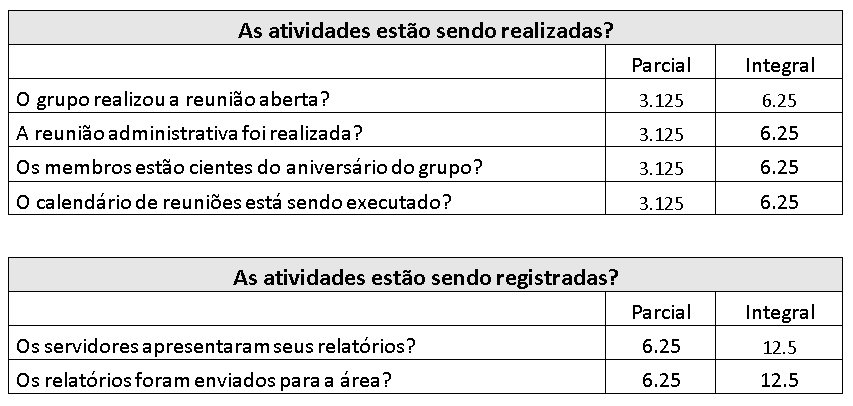 As atividades estão sendo realizadas?
Parcial Integral
O grupo realizou a reunião aberta? 3.125 6.25
A reunião administrativa foi realizada? 3.125 6.25
Os membros estão cientes do aniversário do grupo? 3.125 6.25
O calendário de reuniões está sendo executado? 3.125 6.25
As atividades estão sendo registradas?
Parcial Integral
Os servidores apresentaram seus relatórios? 6.25 12.5
Os relatórios foram enviados para a área? 6.25 12.5